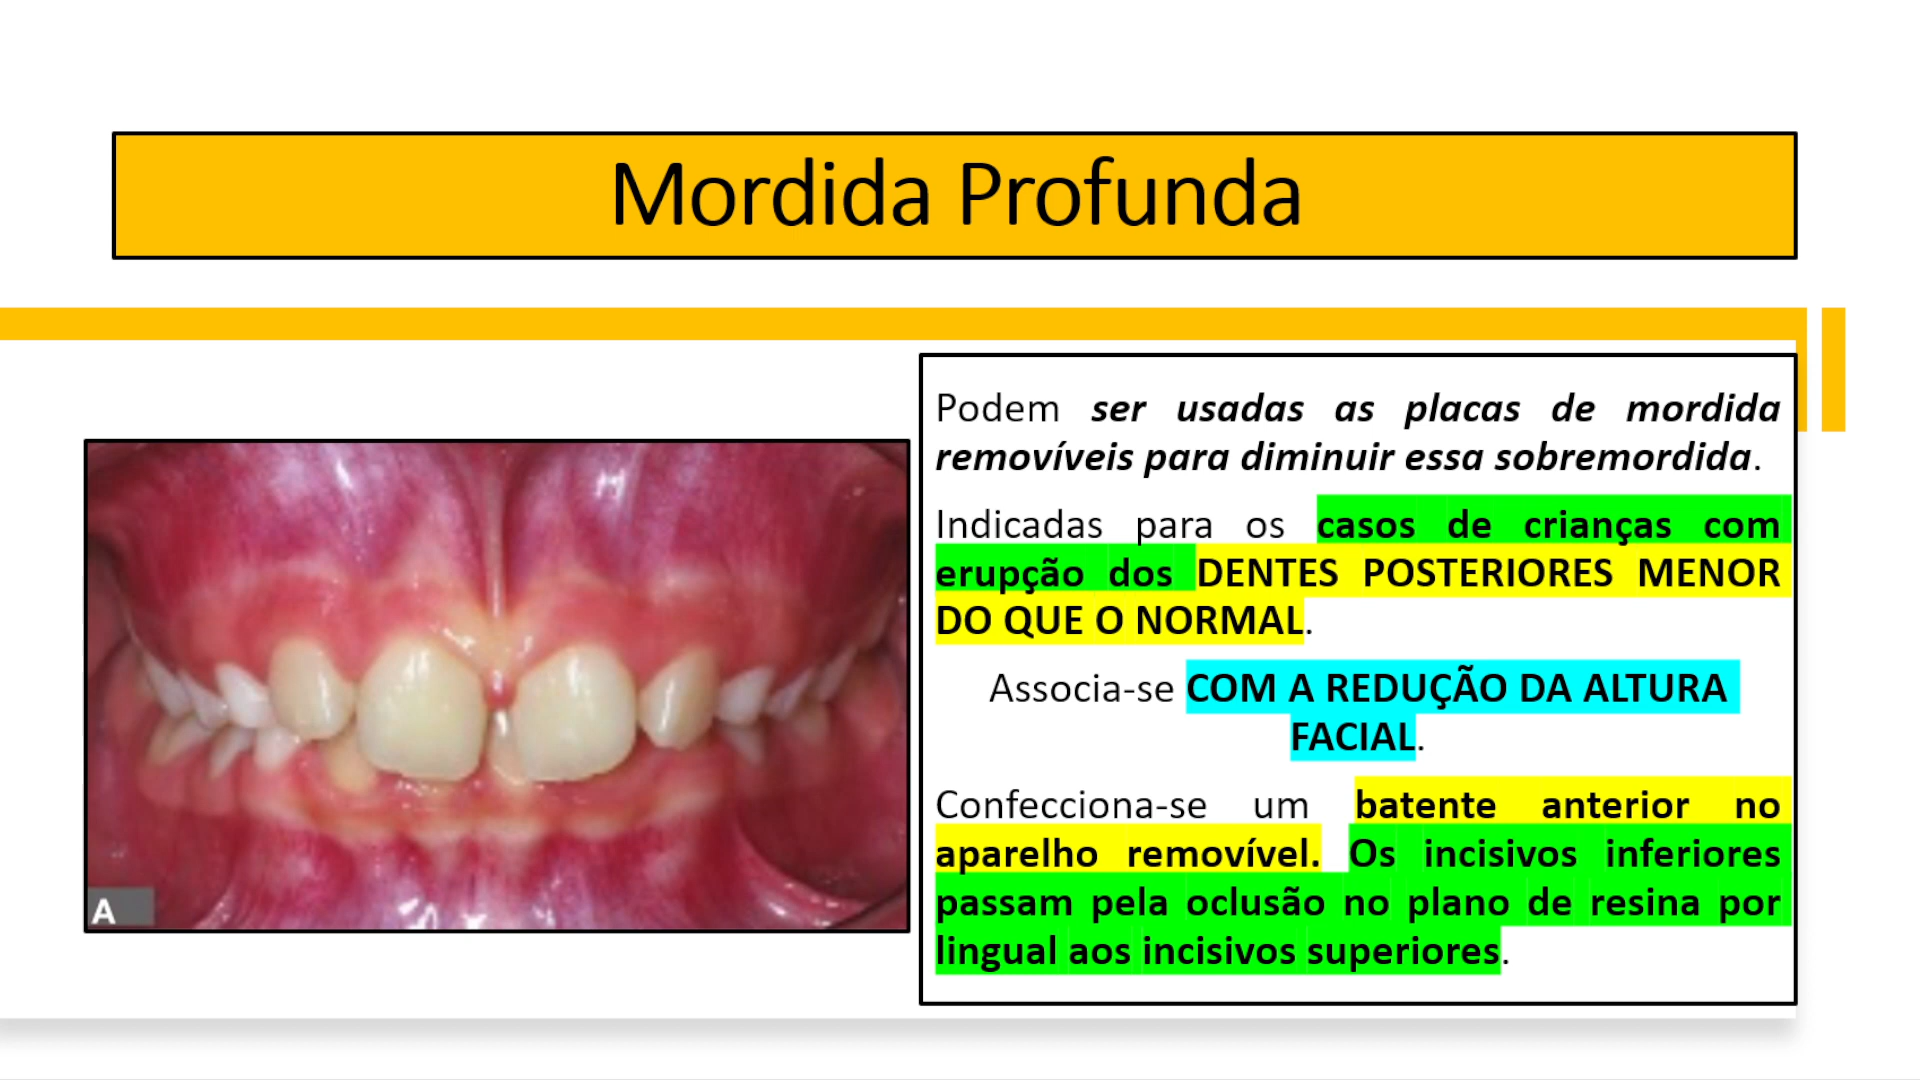 Mordida Profunda
Podem ser usadas as placas de mordida
removíveis para diminuir essa sobremordida.
Indicadas para os casos de crianças com
erupção dos DENTES POSTERIORES MENOR
DO QUE O NORMAL.
Associa-se COM A REDUÇÃO DA ALTURA
FACIAL.
Confecciona-se um batente anterior no
aparelho removível. Os incisivos inferiores
passam pela oclusão no plano de resina por
lingual aos incisivos superiores.
A